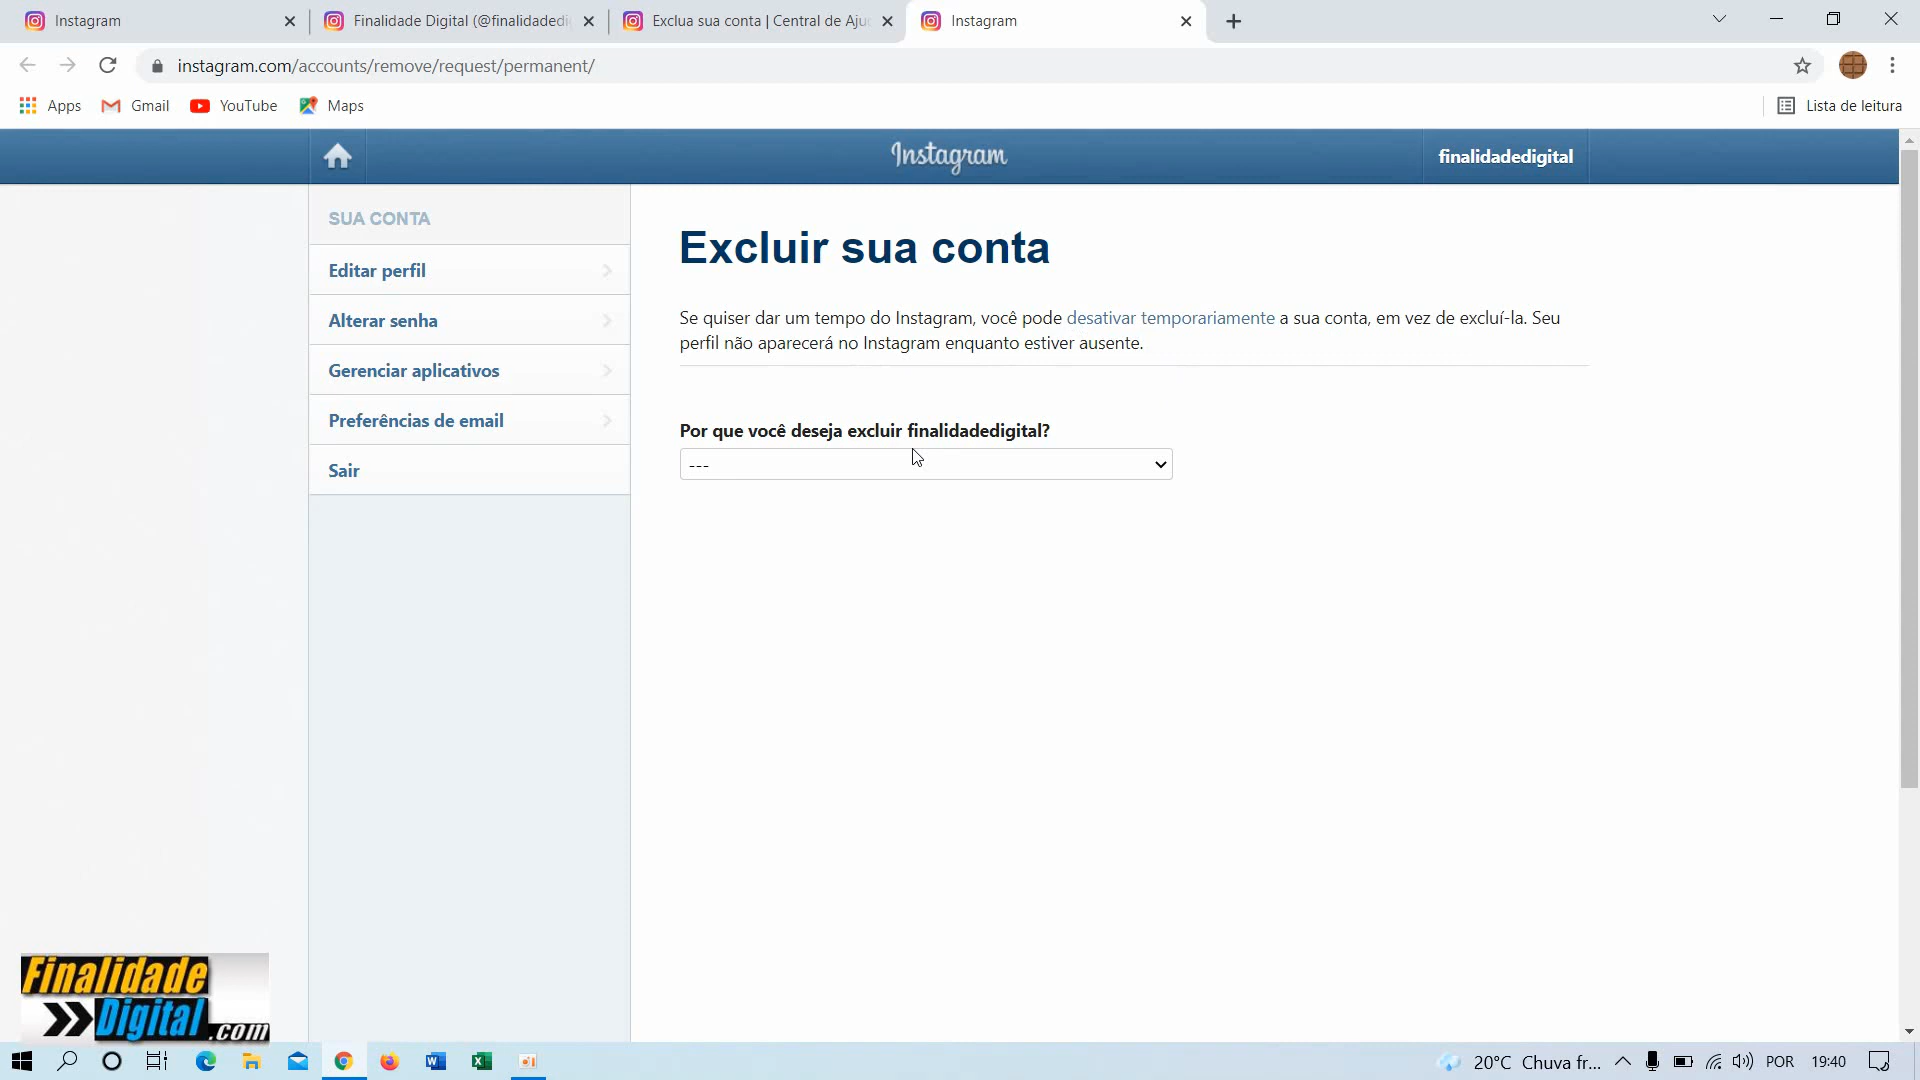 Instagram
Finalidade Digital (@finalidadedi
Exclua sua conta | Central de Aju
Instagram
instagram.com/accounts/remove/request/permanent/
Apps
Gmail
YouTube
Maps
Lista de leitura
Instagram
finalidadedigital
SUA CONTA
Editar perfil
Alterar senha
Gerenciar aplicativos
Preferências de email
Sair
Excluir sua conta
Se quiser dar um tempo do Instagram, você pode desativar temporariamente a sua conta, em vez de excluí-la. Seu
perfil não aparecerá no Instagram enquanto estiver ausente.
Por que você deseja excluir finalidadedigital?
---
Finalidade
Digital.com
20°C Chuva fr...
POR
19:40